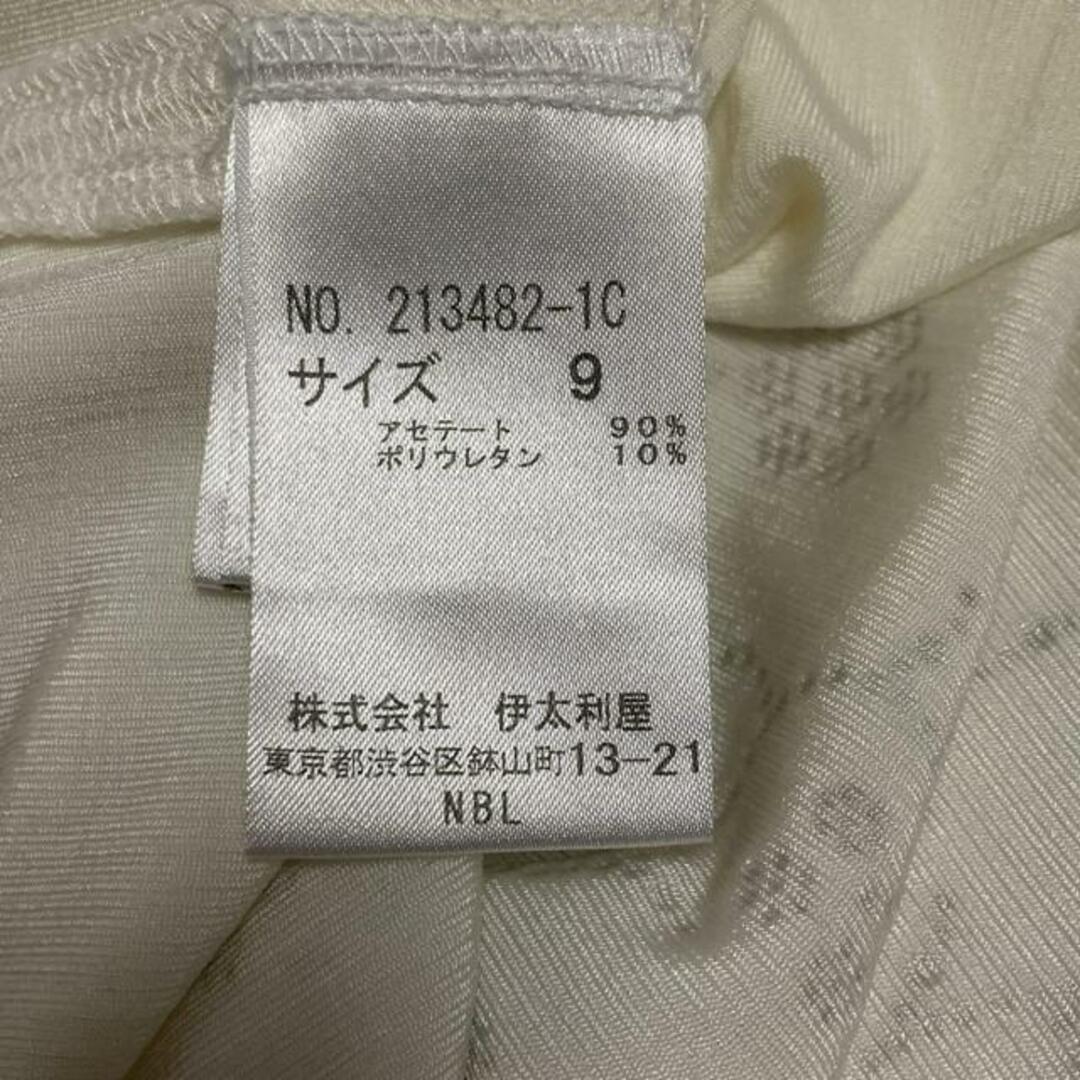 NO. 213482-1C
サイズ 9
アセテート 90%
ポリウレタン 10%
株式会社 伊太利屋
東京都渋谷区鉢山町13-21
NBL